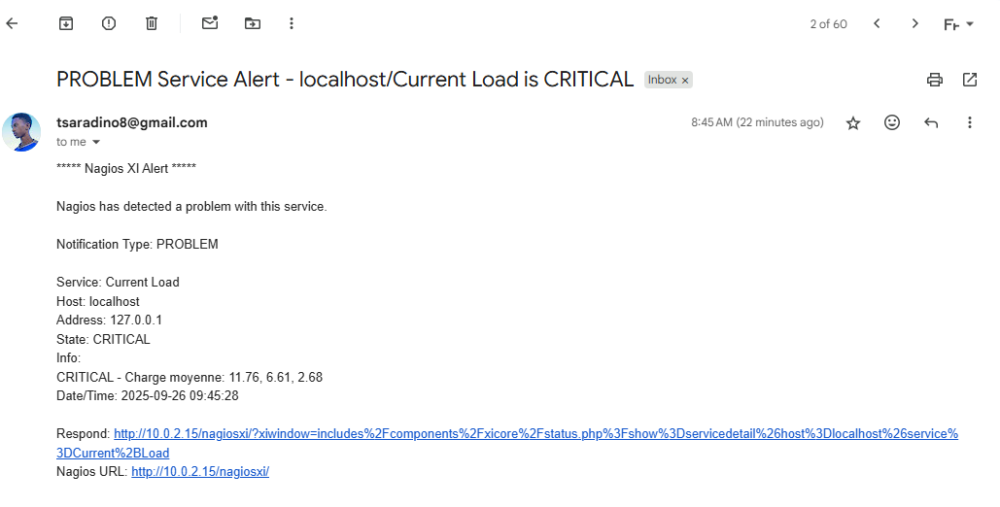 2 of 60
PROBLEM Service Alert - localhost/Current Load is CRITICAL Inbox ×
tsaradino8@gmail.com 8:45 AM (22 minutes ago)
to me
***** Nagios XI Alert *****
Nagios has detected a problem with this service.
Notification Type: PROBLEM
Service: Current Load
Host: localhost
Address: 127.0.0.1
State: CRITICAL
Info:
CRITICAL - Charge moyenne: 11.76, 6.61, 2.68
Date/Time: 2025-09-26 09:45:28
Respond: http://10.0.2.15/nagiosxi/?xiwindow=includes%2Fcomponents%2Fxicore%2Fstatus.php%3Fshow%3Dservicedetail%26host%3Dlocalhost%26service%
3DCurrent%2BLoad
Nagios URL: http://10.0.2.15/nagiosxi/